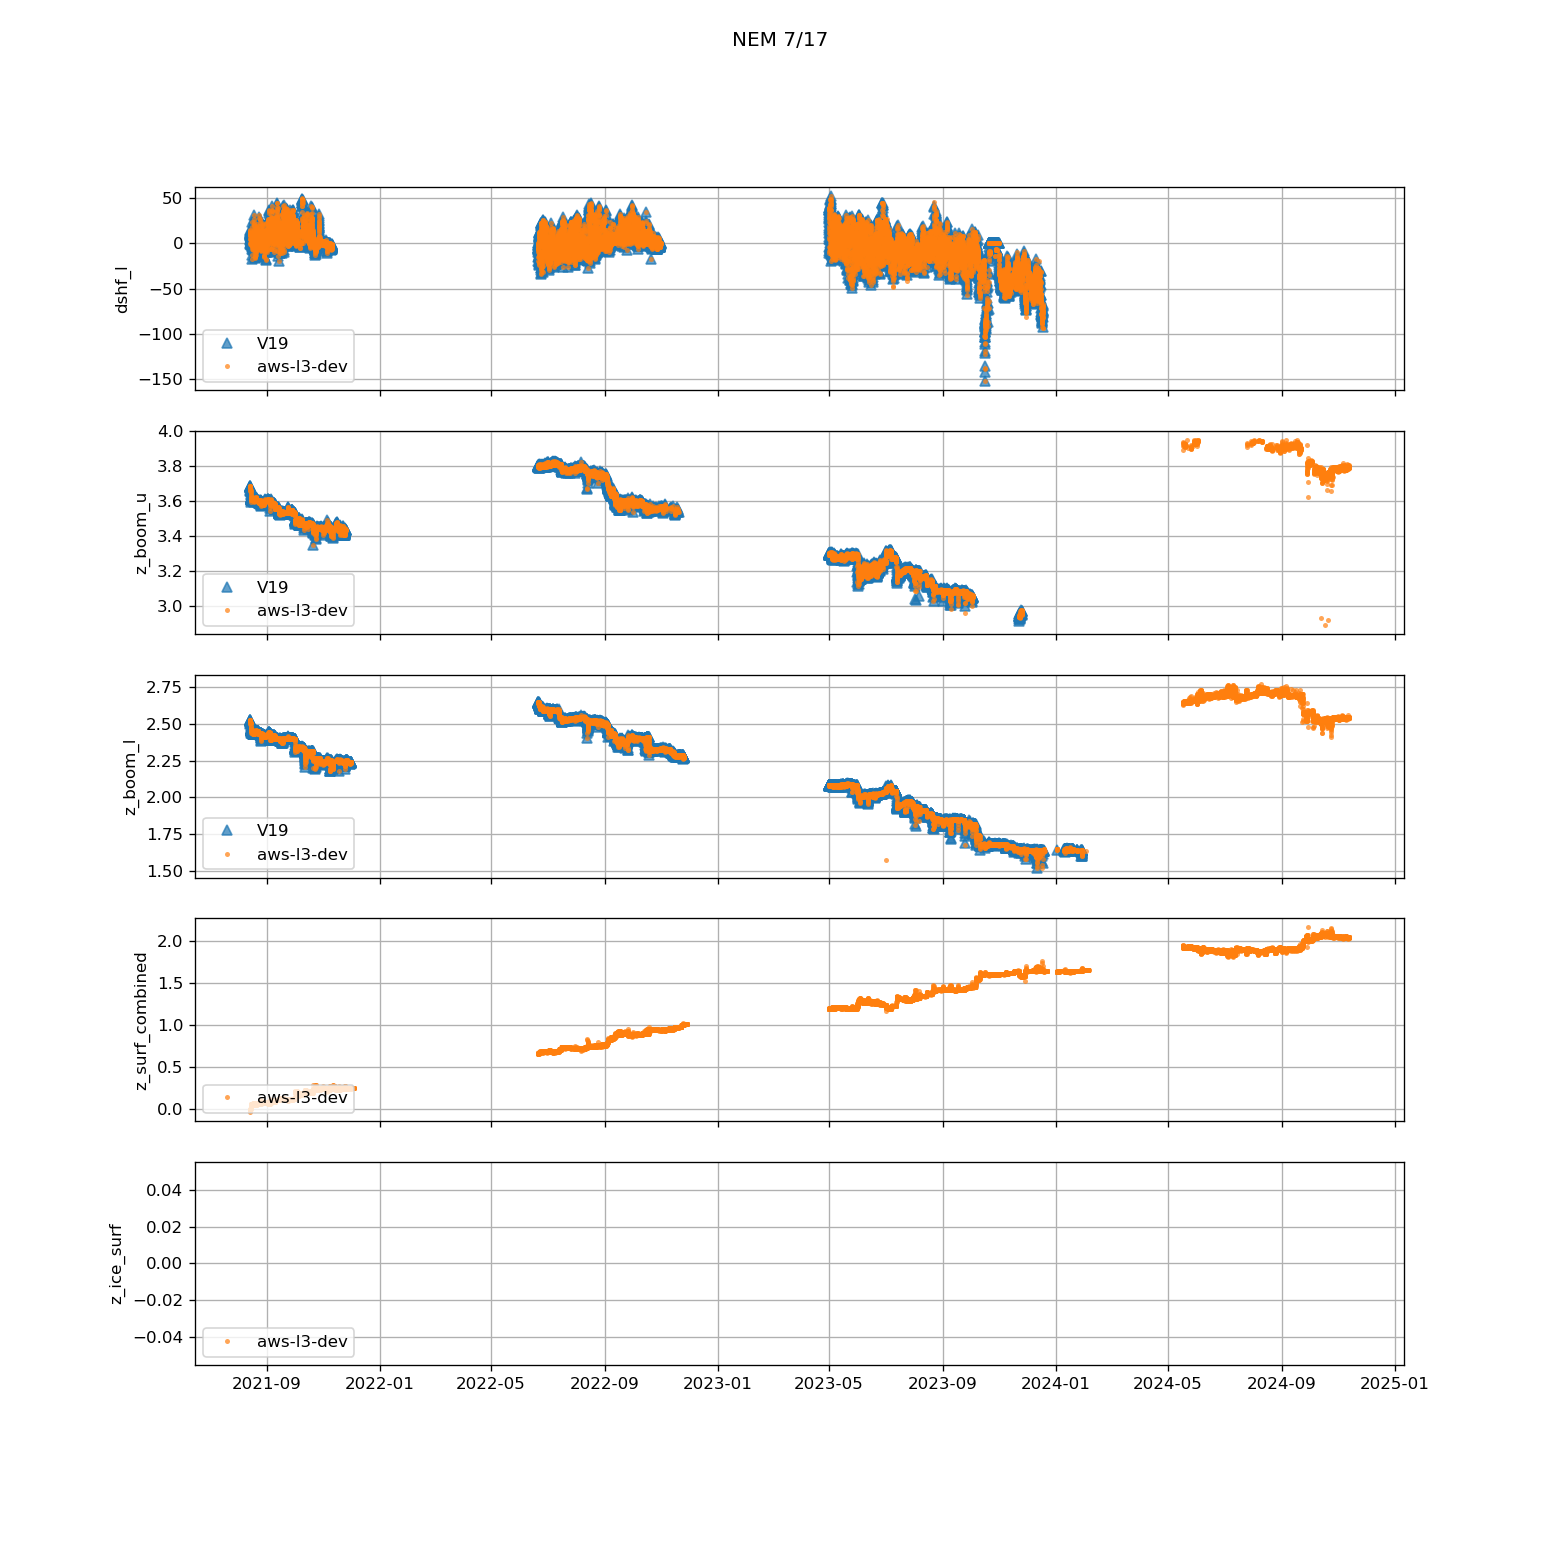 NEM 7/17
50
0
−50
−100
−150
dshf_l
V19
aws-l3-dev
4.0
3.8
3.6
3.4
3.2
3.0
z_boom_u
V19
aws-l3-dev
2.75
2.50
2.25
2.00
1.75
1.50
z_boom_l
V19
aws-l3-dev
2.0
1.5
1.0
0.5
0.0
z_surf_combined
aws-l3-dev
0.04
0.02
0.00
−0.02
−0.04
z_ice_surf
aws-l3-dev
2021-09 2022-01 2022-05 2022-09 2023-01 2023-05 2023-09 2024-01 2024-05 2024-09 2025-01